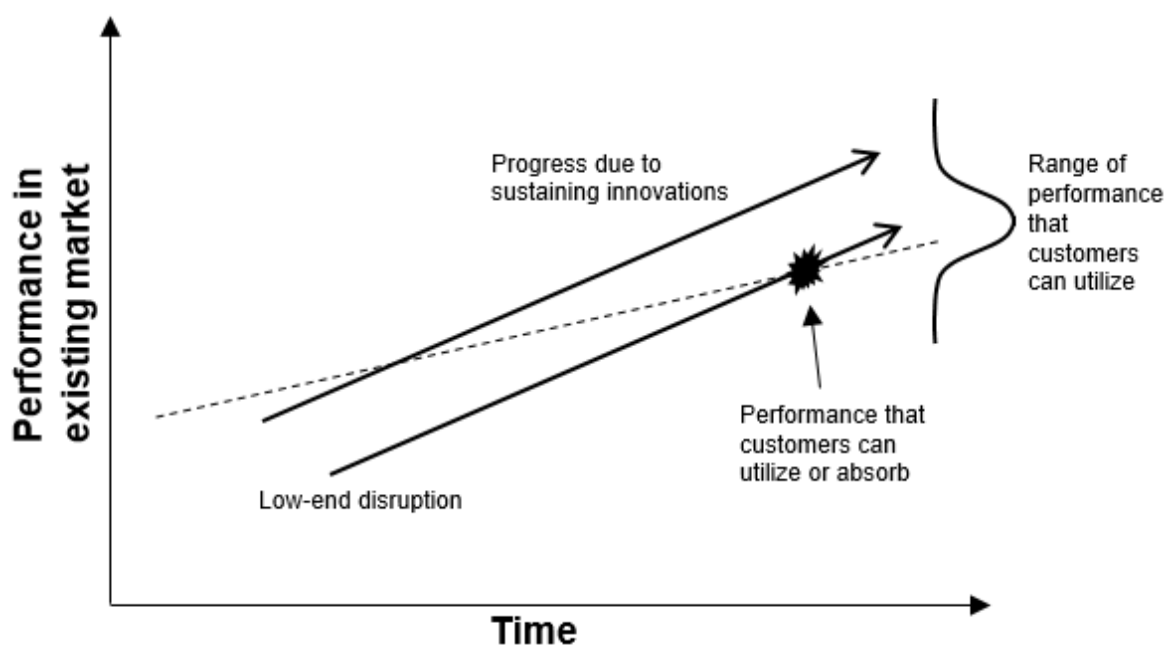 Performance in
existing market
Progress due to
sustaining innovations
Range of
performance
that
customers
can utilize
Performance that
customers can
utilize or absorb
Low-end disruption
Time